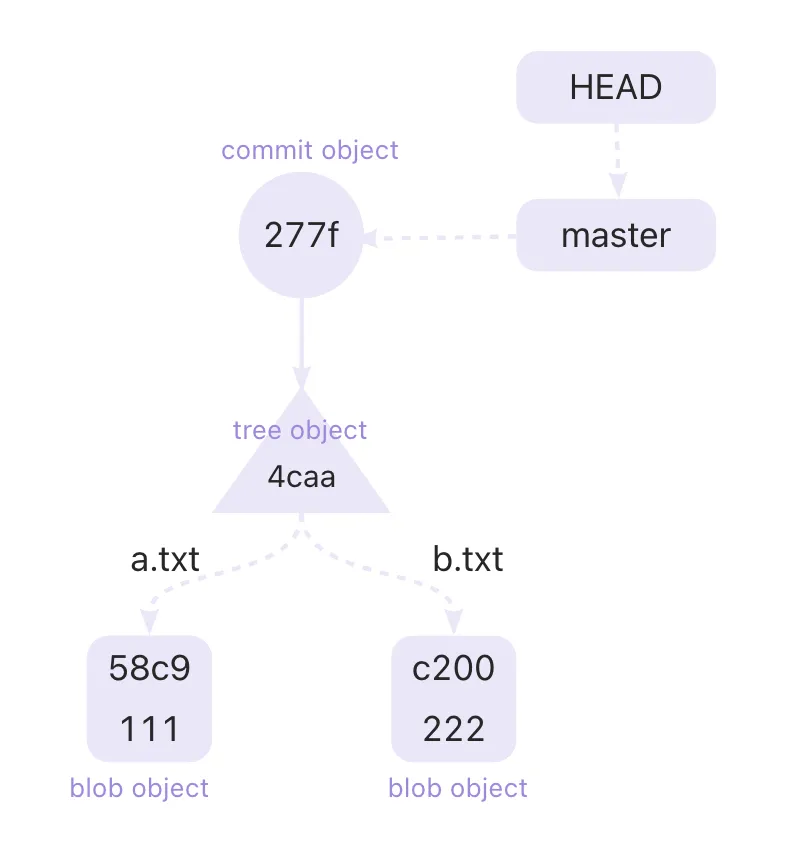 HEAD
commit object
277f
master
tree object
4caa
a.txt
b.txt
58c9
111
c200
222
blob object
blob object